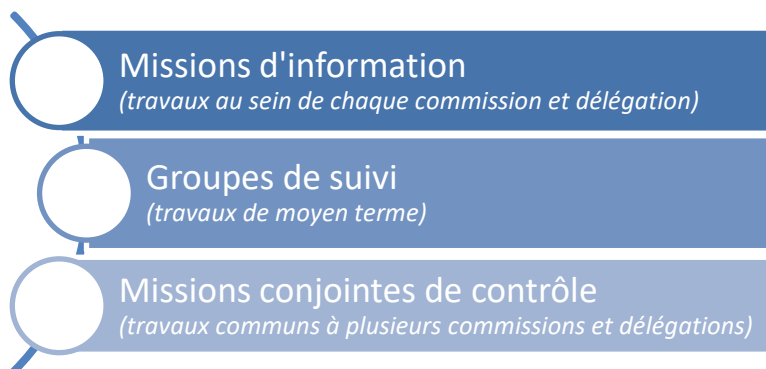 Missions d'information
(travaux au sein de chaque commission et délégation)
Groupes de suivi
(travaux de moyen terme)
Missions conjointes de contrôle
(travaux communs à plusieurs commissions et délégations)